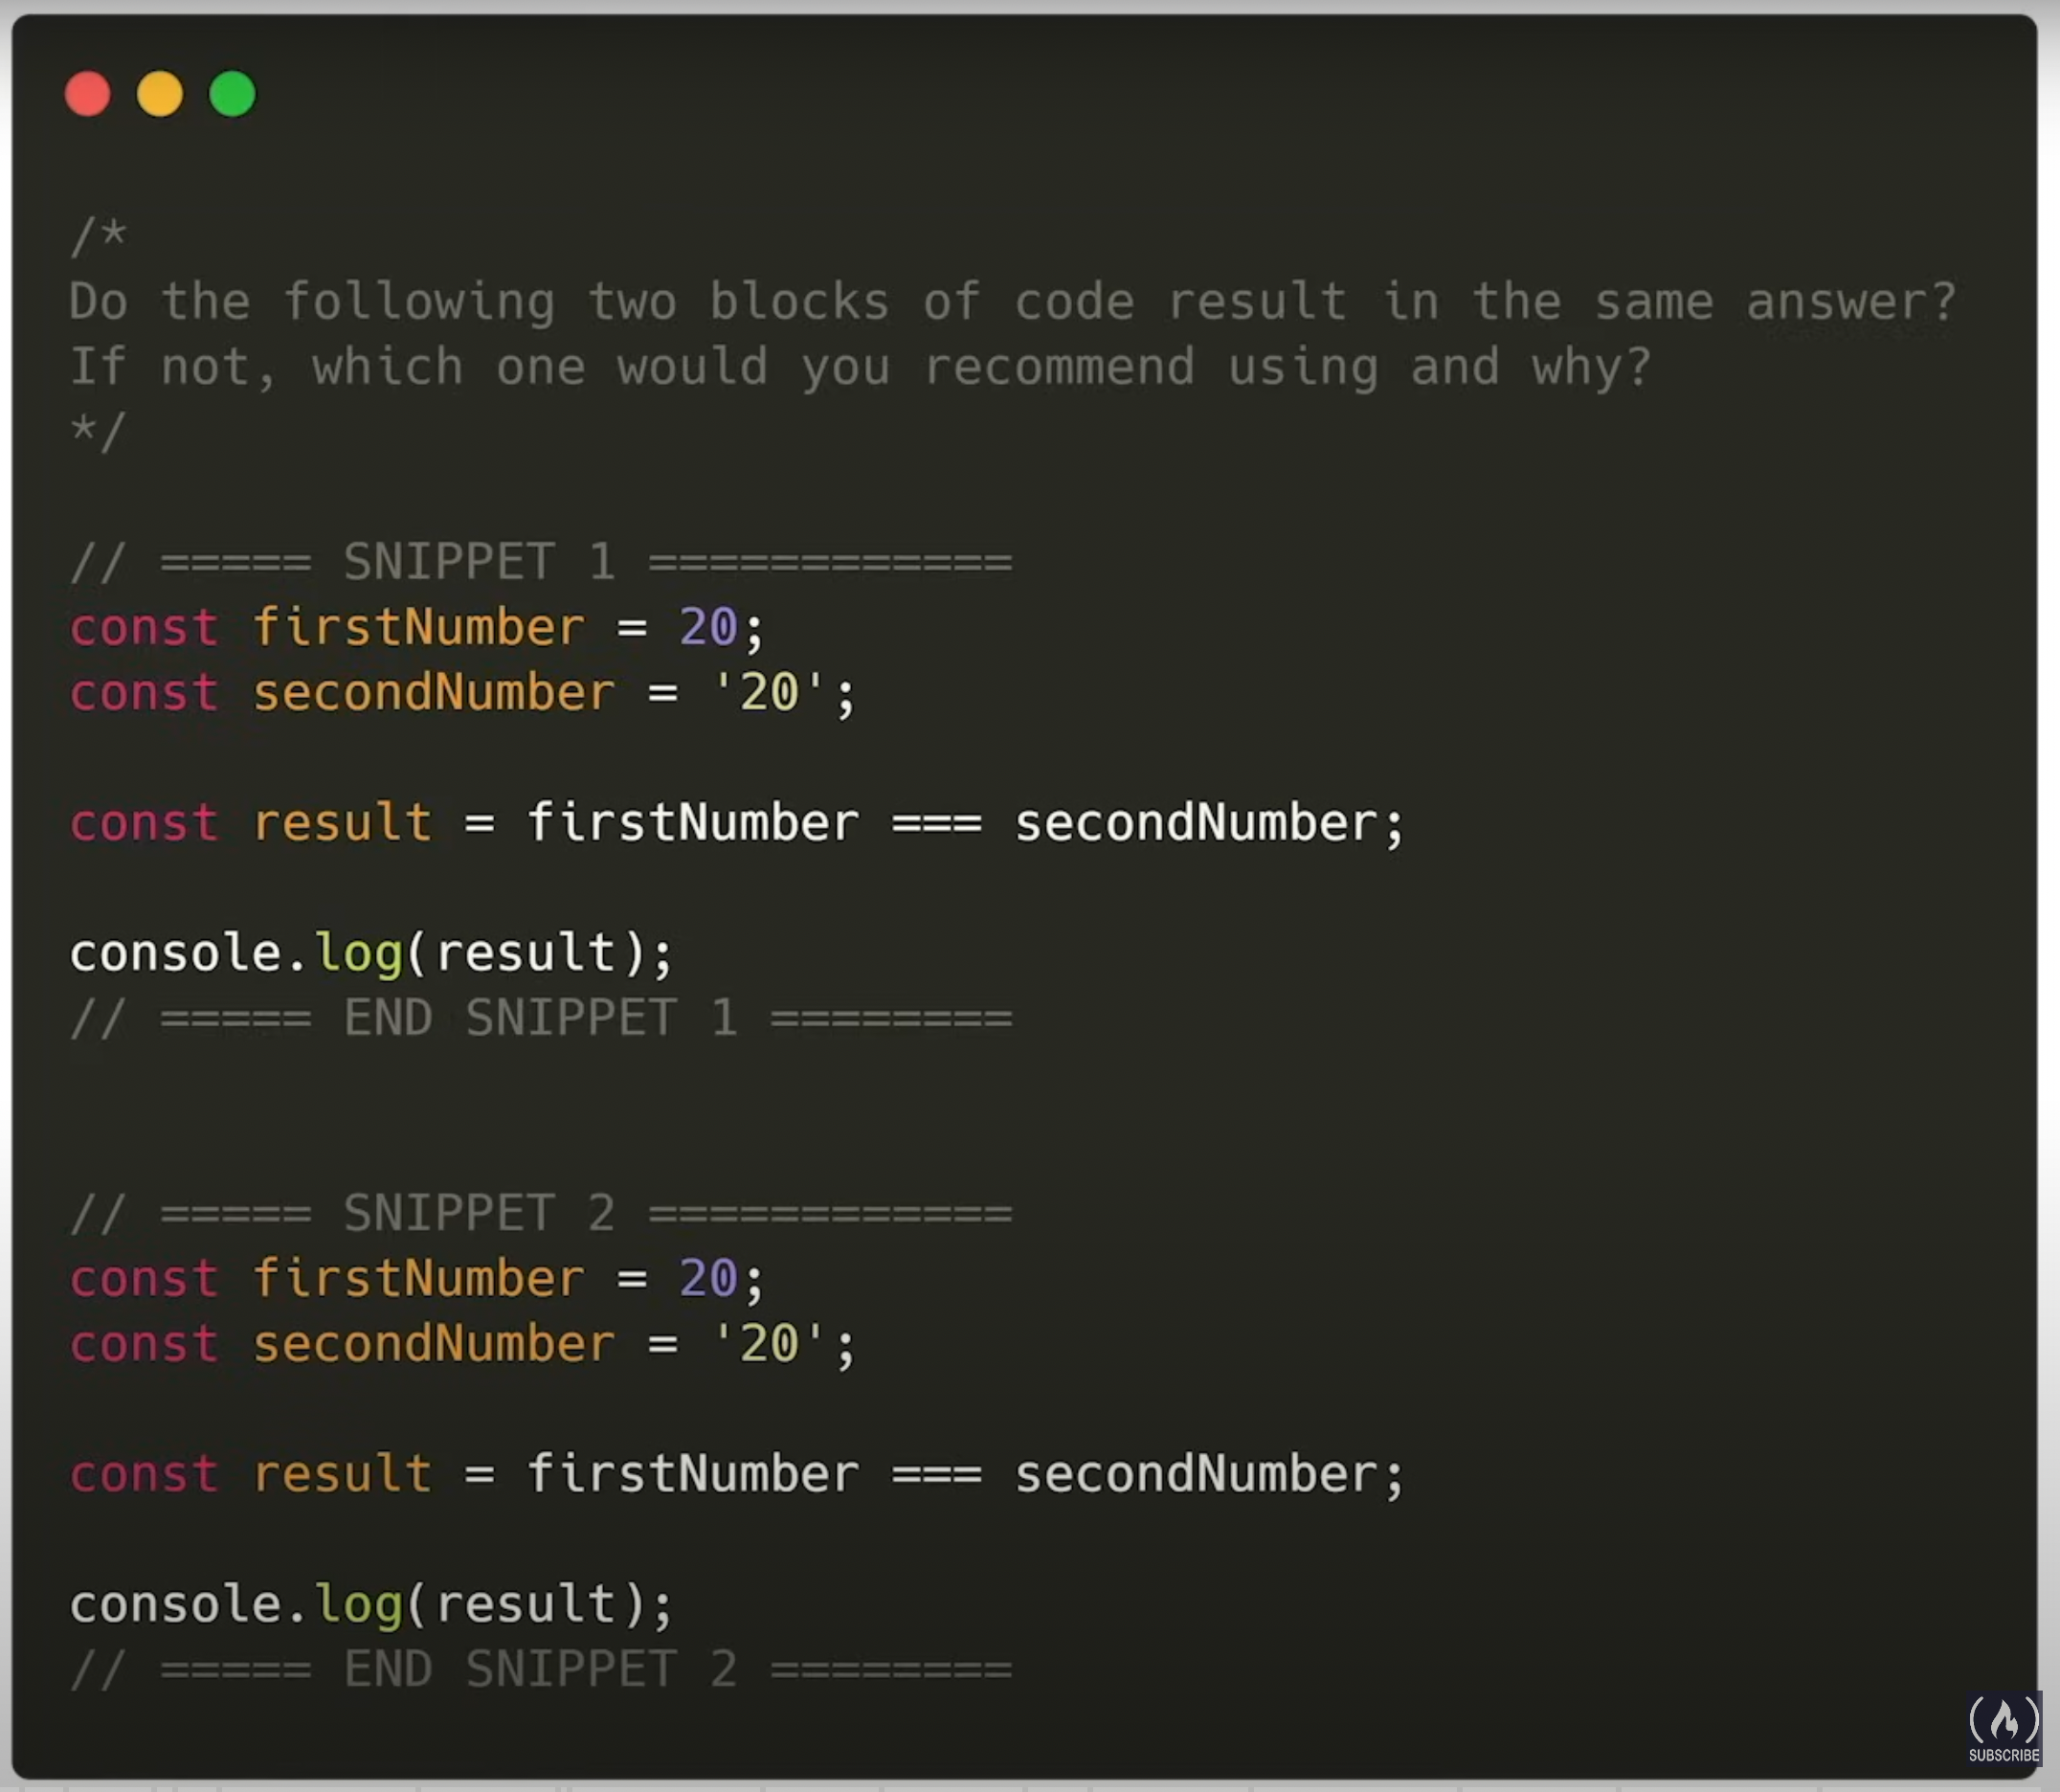 /*
Do the following two blocks of code result in the same answer?
If not, which one would you recommend using and why?
*/
// ===== SNIPPET 1 ============
const firstNumber = 20;
const secondNumber = '20';
const result = firstNumber === secondNumber;
console.log(result);
// ===== END SNIPPET 1 ========
// ===== SNIPPET 2 ============
const firstNumber = 20;
const secondNumber = '20';
const result = firstNumber === secondNumber;
console.log(result);
// ===== END SNIPPET 2 ========
SUBSCRIBE